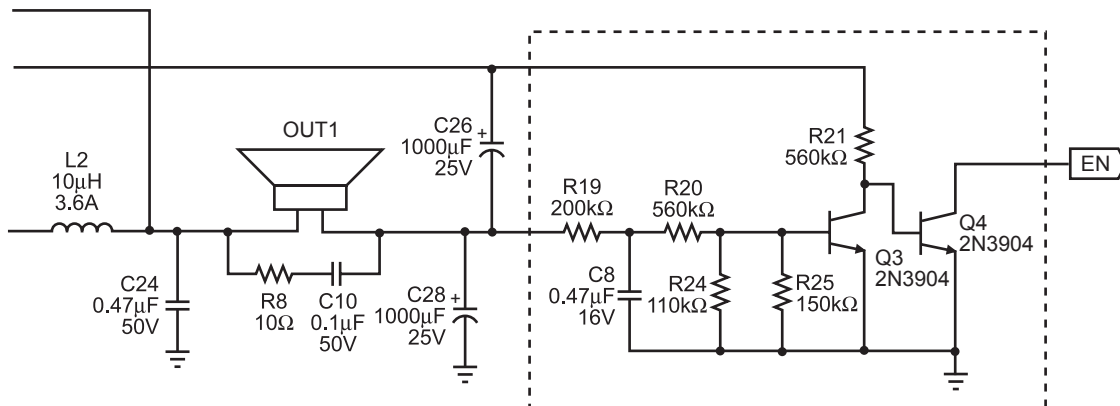 OUT1
L2
10µH
3.6A
C24
0.47µF
50V
R8
10Ω
C10
0.1µF
50V
C26
1000µF
25V
+
C28
1000µF
25V
+
R19
200kΩ
R20
560kΩ
C8
0.47µF
16V
R24
110kΩ
R25
150kΩ
R21
560kΩ
Q3
2N3904
Q4
2N3904
EN